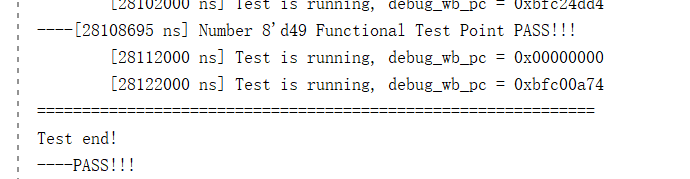 [28102000 ns] Test is running, debug_wb_pc = 0xbfc24dd4
----[28108695 ns] Number 8'd49 Functional Test Point PASS!!!
[28112000 ns] Test is running, debug_wb_pc = 0x00000000
[28122000 ns] Test is running, debug_wb_pc = 0xbfc00a74
==============================================================
Test end!
----PASS!!!